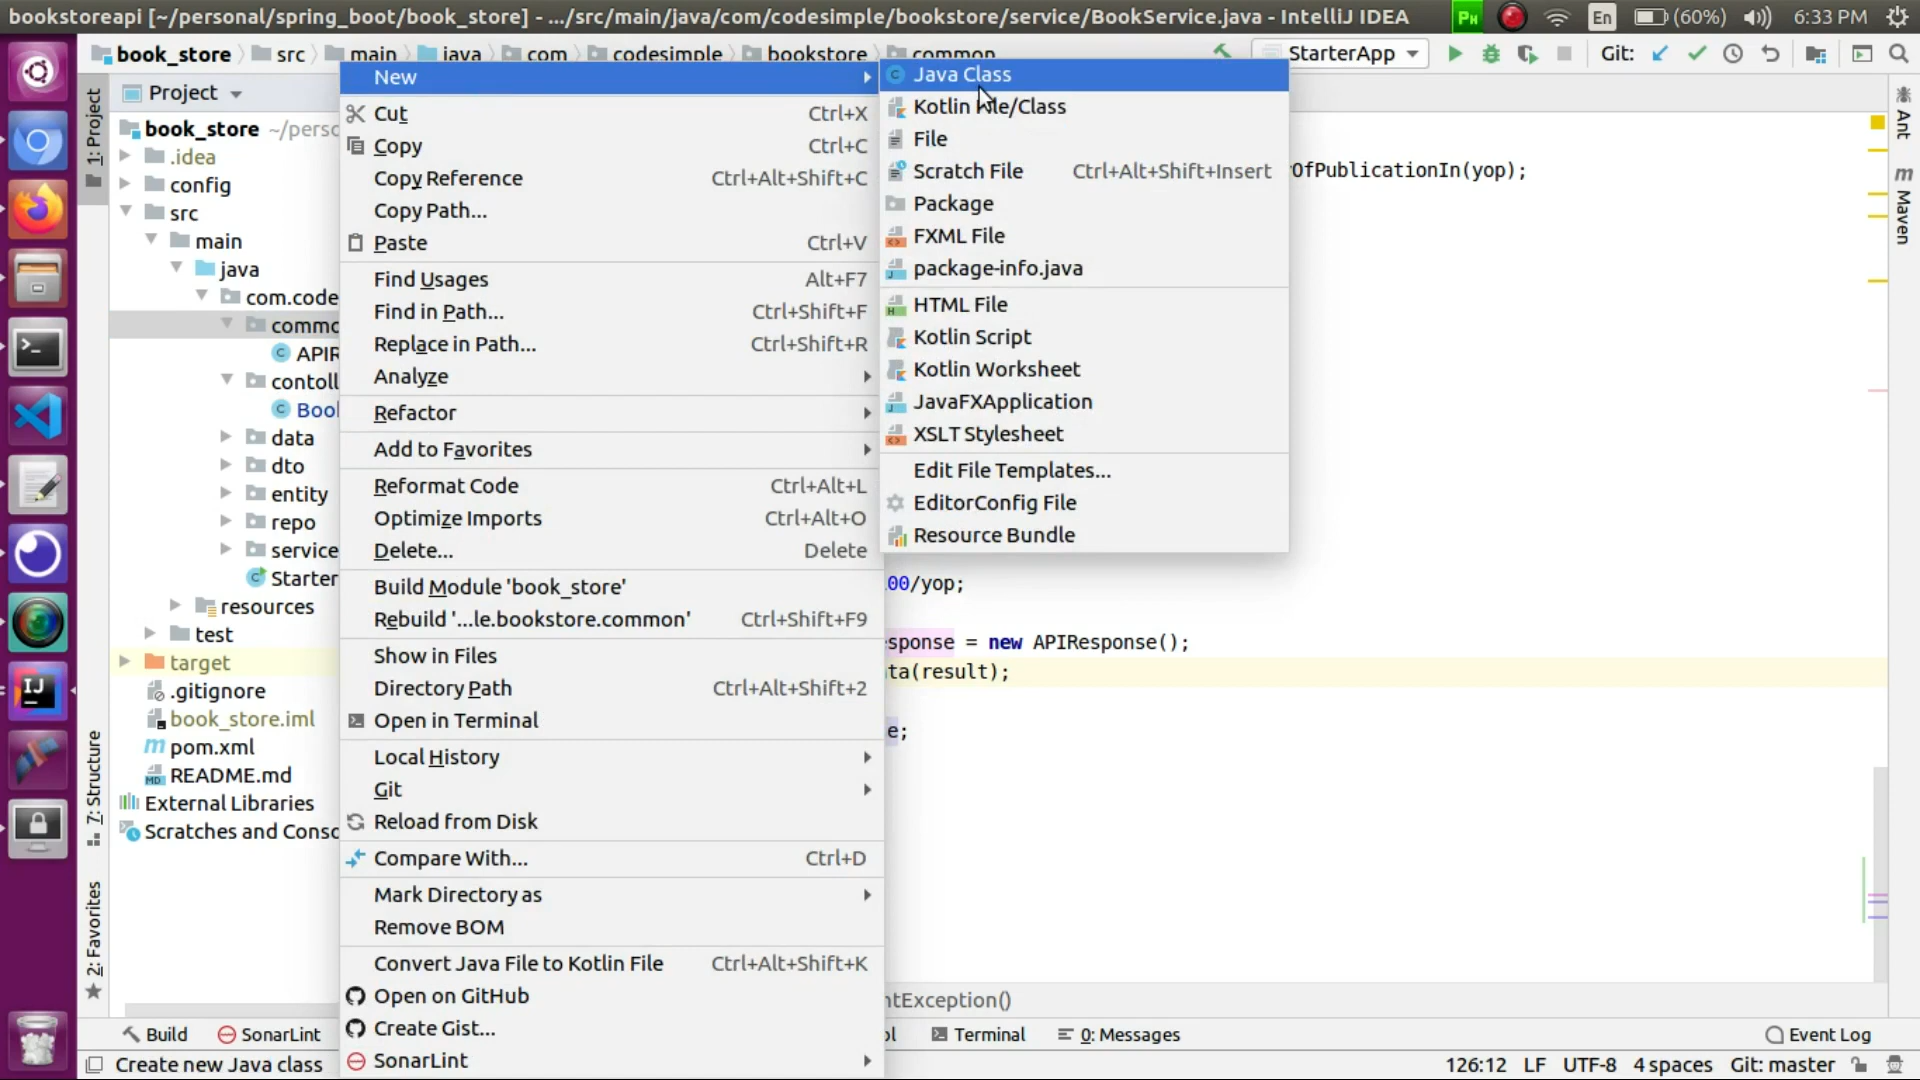 bookstoreapi [~/personal/spring_boot/book_store] - .../src/main/java/com/codesimple/bookstore/service/BookService.java - IntelliJ IDEA
En (60%) 6:33 PM
book_store src main java com codesimple bookstore common StarterApp Git:
1: Project
Project
book_store ~/perso
.idea
config
src
main
java
com.code
commo
APIR
contoll
Boo
data
dto
entity
repo
service
Starter
resources
test
target
.gitignore
book_store.iml
pom.xml
README.md
External Libraries
Scratches and Conso
7: Structure
2: Favorites
New
Cut Ctrl+X
Copy Ctrl+C
Copy Reference Ctrl+Alt+Shift+C
Copy Path...
Paste Ctrl+V
Find Usages Alt+F7
Find in Path... Ctrl+Shift+F
Replace in Path... Ctrl+Shift+R
Analyze
Refactor
Add to Favorites
Reformat Code Ctrl+Alt+L
Optimize Imports Ctrl+Alt+O
Delete... Delete
Build Module 'book_store'
Rebuild '...le.bookstore.common' Ctrl+Shift+F9
Show in Files
Directory Path Ctrl+Alt+Shift+2
Open in Terminal
Local History
Git
Reload from Disk
Compare With... Ctrl+D
Mark Directory as
Remove BOM
Convert Java File to Kotlin File Ctrl+Alt+Shift+K
Open on GitHub
Create Gist...
SonarLint
Java Class
Kotlin File/Class
File
Scratch File Ctrl+Alt+Shift+Insert
Package
FXML File
package-info.java
HTML File
Kotlin Script
Kotlin Worksheet
JavaFXApplication
XSLT Stylesheet
Edit File Templates...
EditorConfig File
Resource Bundle
OfPublicationIn(yop);
00/yop;
sponse = new APIResponse();
ta(result);
e;
ntException()
Ant
Maven
Build SonarLint ol Terminal 0: Messages Event Log
Create new Java class 126:12 LF UTF-8 4 spaces Git: master